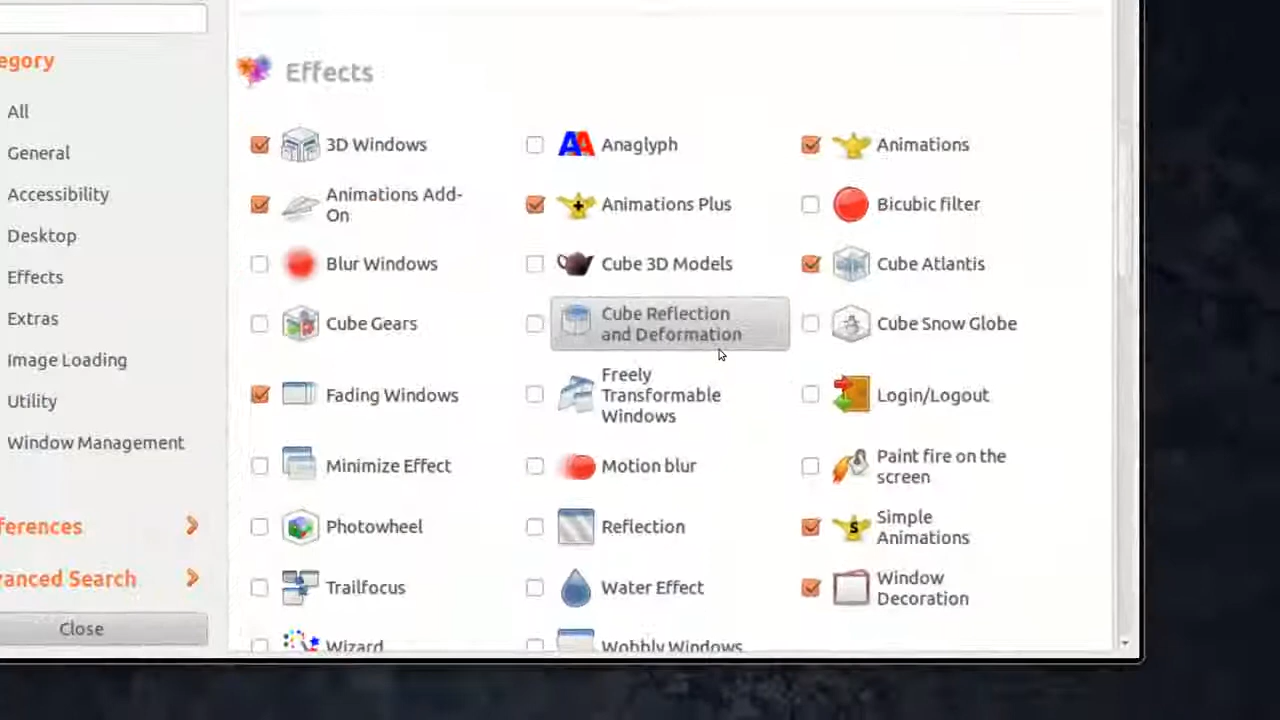 egory
All
General
Accessibility
Desktop
Effects
Extras
Image Loading
Utility
Window Management
ferences
vanced Search
Close
Effects
3D Windows
Anaglyph
Animations
Animations Add-
On
Animations Plus
Bicubic filter
Blur Windows
Cube 3D Models
Cube Atlantis
Cube Gears
Cube Reflection
and Deformation
Cube Snow Globe
Fading Windows
Freely
Transformable
Windows
Login/Logout
Minimize Effect
Motion blur
Paint fire on the
screen
Photowheel
Reflection
Simple
Animations
Trailfocus
Water Effect
Window
Decoration
Wizard
Wobbly Windows